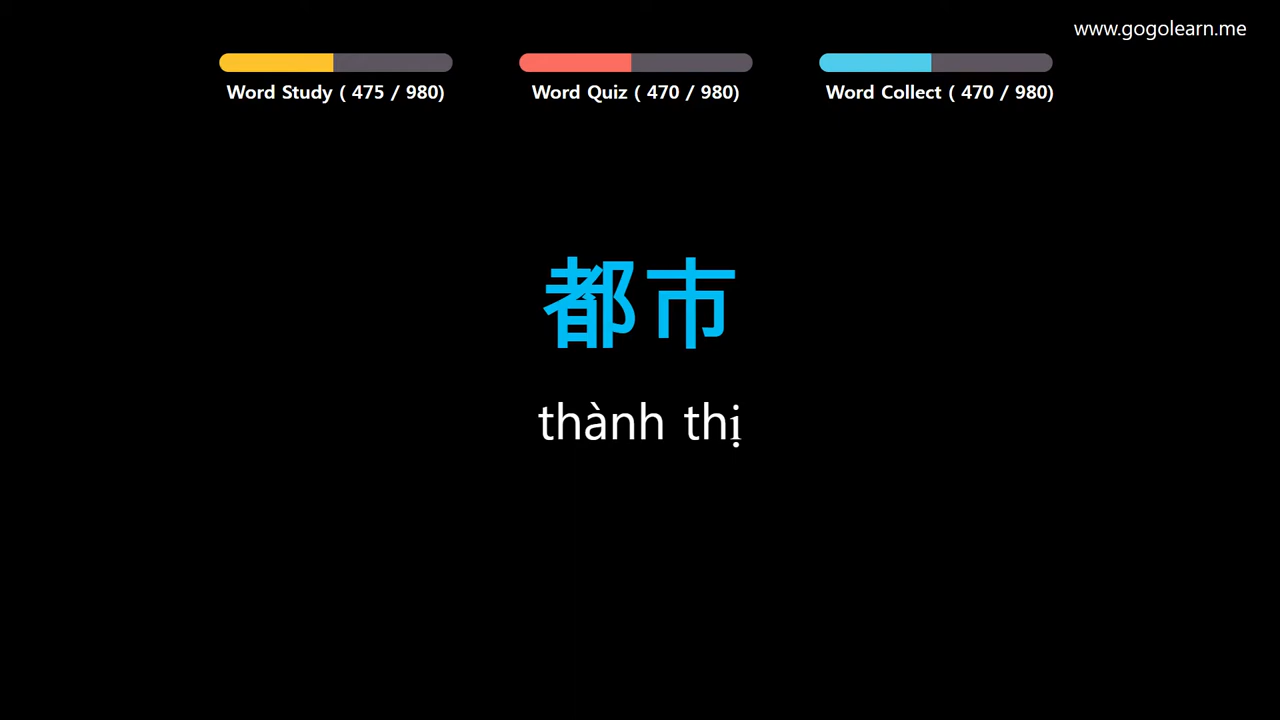 www.gogolearn.me
Word Study ( 475 / 980)
Word Quiz ( 470 / 980)
Word Collect ( 470 / 980)
都市
thành thị